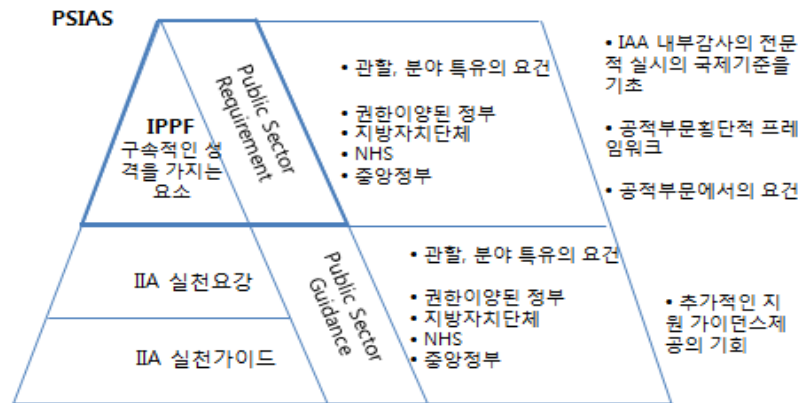 PSIAS
IPPF
구속적인 성
격을 가지는
요소
Public Sector
Requirement
• 관할, 분야 특유의 요건
• 권한이양된 정부
• 지방자치단체
• NHS
• 중앙정부
• IAA 내부감사의 전문
적 실시의 국제기준을
기초
• 공적부문횡단적 프레
임워크
• 공적부문에서의 요건
IIA 실천요강
IIA 실천가이드
Public Sector
Guidance
• 관할, 분야 특유의 요건
• 권한이양된 정부
• 지방자치단체
• NHS
• 중앙정부
• 추가적인 지
원 가이던스제
공의 기회